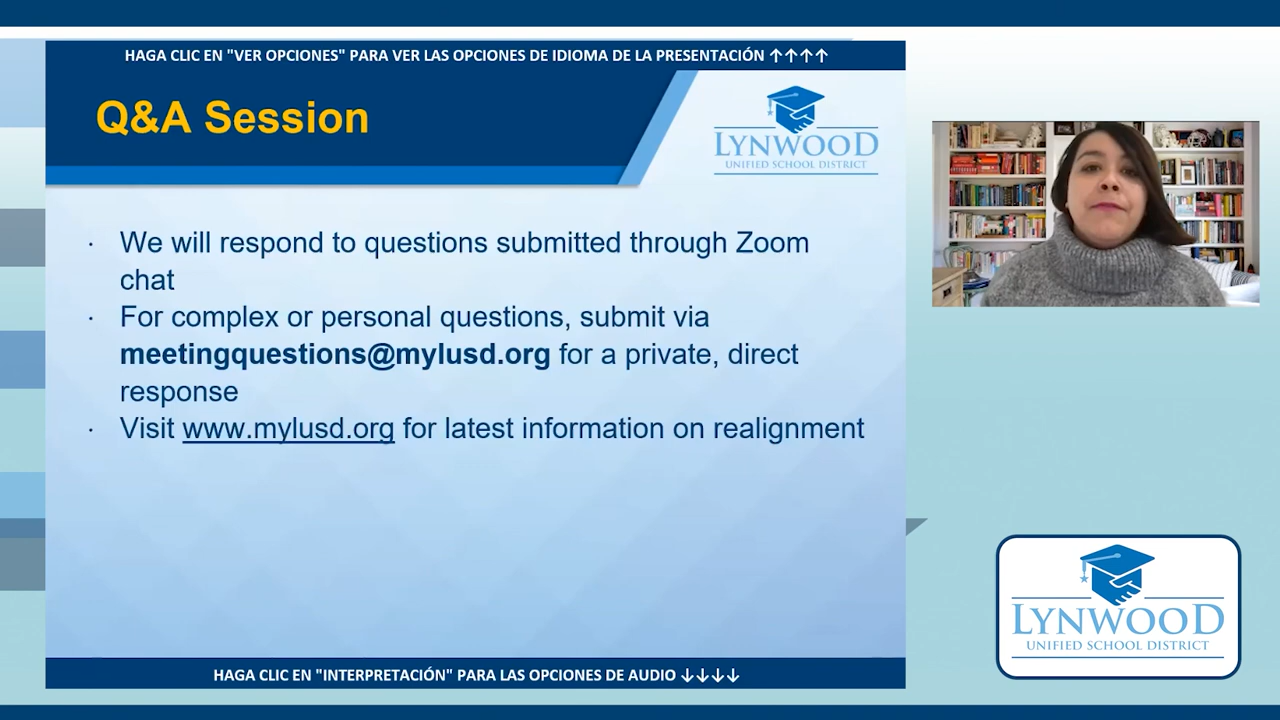 HAGA CLIC EN "VER OPCIONES" PARA VER LAS OPCIONES DE IDIOMA DE LA PRESENTACIÓN ↑↑↑↑
Q&A Session
LYNWOOD
UNIFIED SCHOOL DISTRICT
· We will respond to questions submitted through Zoom
chat
· For complex or personal questions, submit via
meetingquestions@mylusd.org for a private, direct
response
· Visit www.mylusd.org for latest information on realignment
LYNWOOD
UNIFIED SCHOOL DISTRICT
HAGA CLIC EN "INTERPRETACIÓN" PARA LAS OPCIONES DE AUDIO ↓↓↓↓